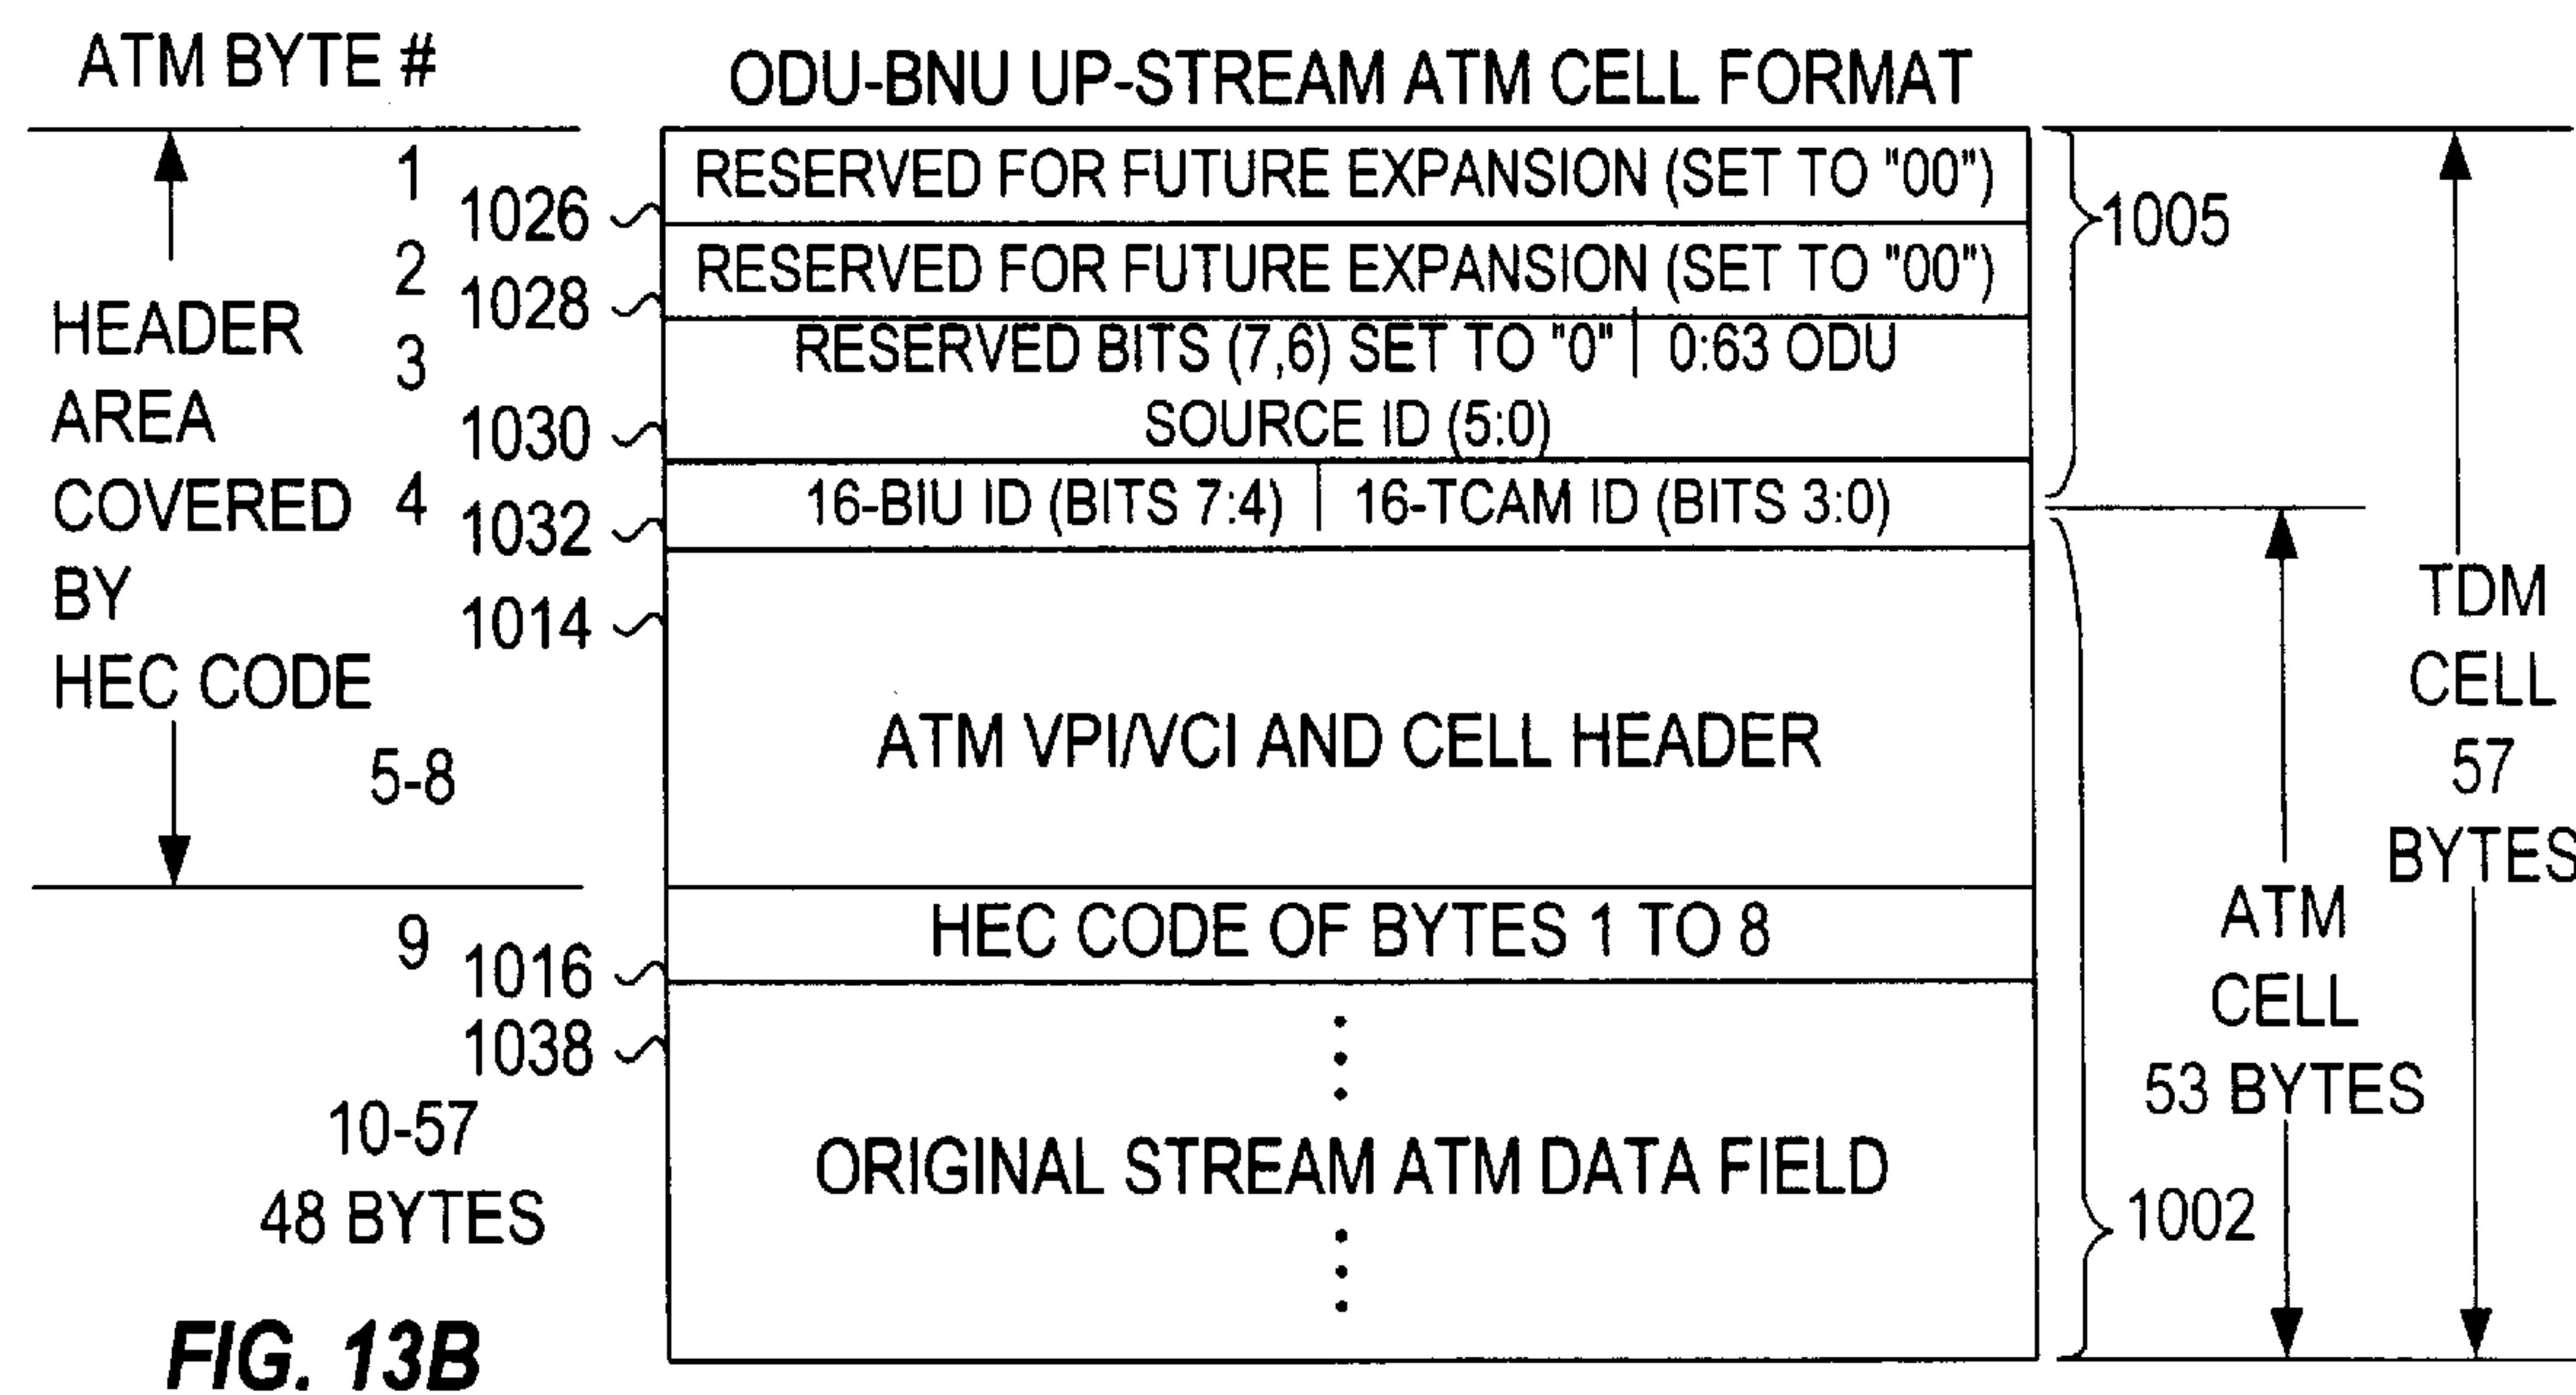 ATM BYTE #
ODU-BNU UP-STREAM ATM CELL FORMAT
1
1026
RESERVED FOR FUTURE EXPANSION (SET TO "00")
1005
2
1028
RESERVED FOR FUTURE EXPANSION (SET TO "00")
HEADER
AREA
COVERED
BY
HEC CODE
3
1030
RESERVED BITS (7,6) SET TO "0" | 0:63 ODU
SOURCE ID (5:0)
4
1032
16-BIU ID (BITS 7:4) | 16-TCAM ID (BITS 3:0)
1014
5-8
ATM VPI/VCI AND CELL HEADER
TDM
CELL
57
BYTES
9
1016
HEC CODE OF BYTES 1 TO 8
ATM
CELL
53 BYTES
1038
10-57
48 BYTES
ORIGINAL STREAM ATM DATA FIELD
1002
FIG. 13B